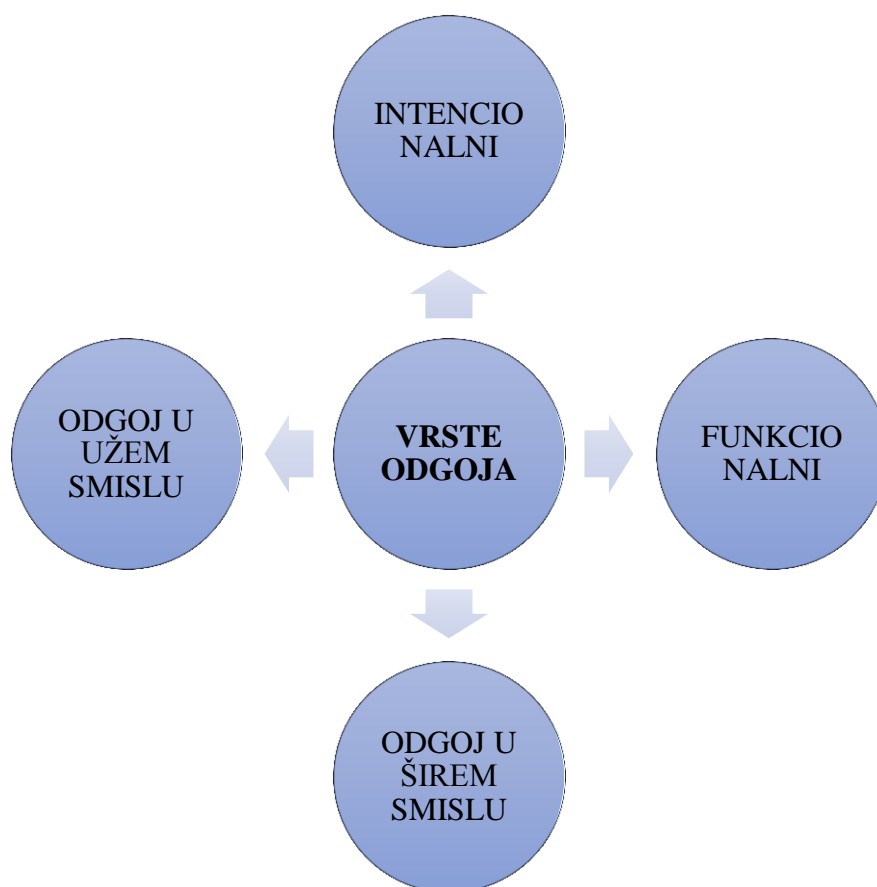 INTENCIO
NALNI
ODGOJ U
UŽEM
SMISLU
VRSTE
ODGOJA
FUNKCIO
NALNI
ODGOJ U
ŠIREM
SMISLU